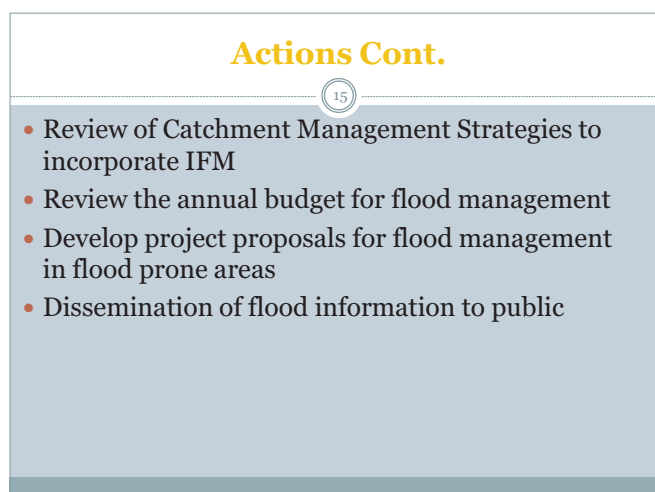 Actions Cont.
15
• Review of Catchment Management Strategies to
incorporate IFM
• Review the annual budget for flood management
• Develop project proposals for flood management
in flood prone areas
• Dissemination of flood information to public